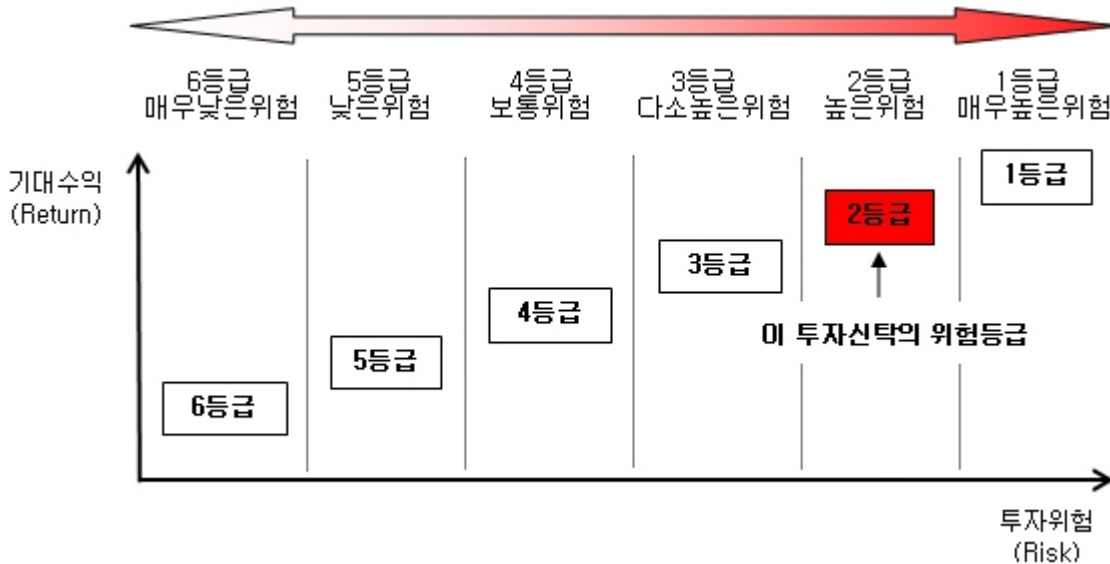 6등급
매우낮은위험
5등급
낮은위험
4등급
보통위험
3등급
다소높은위험
2등급
높은위험
1등급
매우높은위험
기대수익
(Return)
1등급
2등급
3등급
4등급
이 투자신탁의 위험등급
5등급
6등급
투자위험
(Risk)